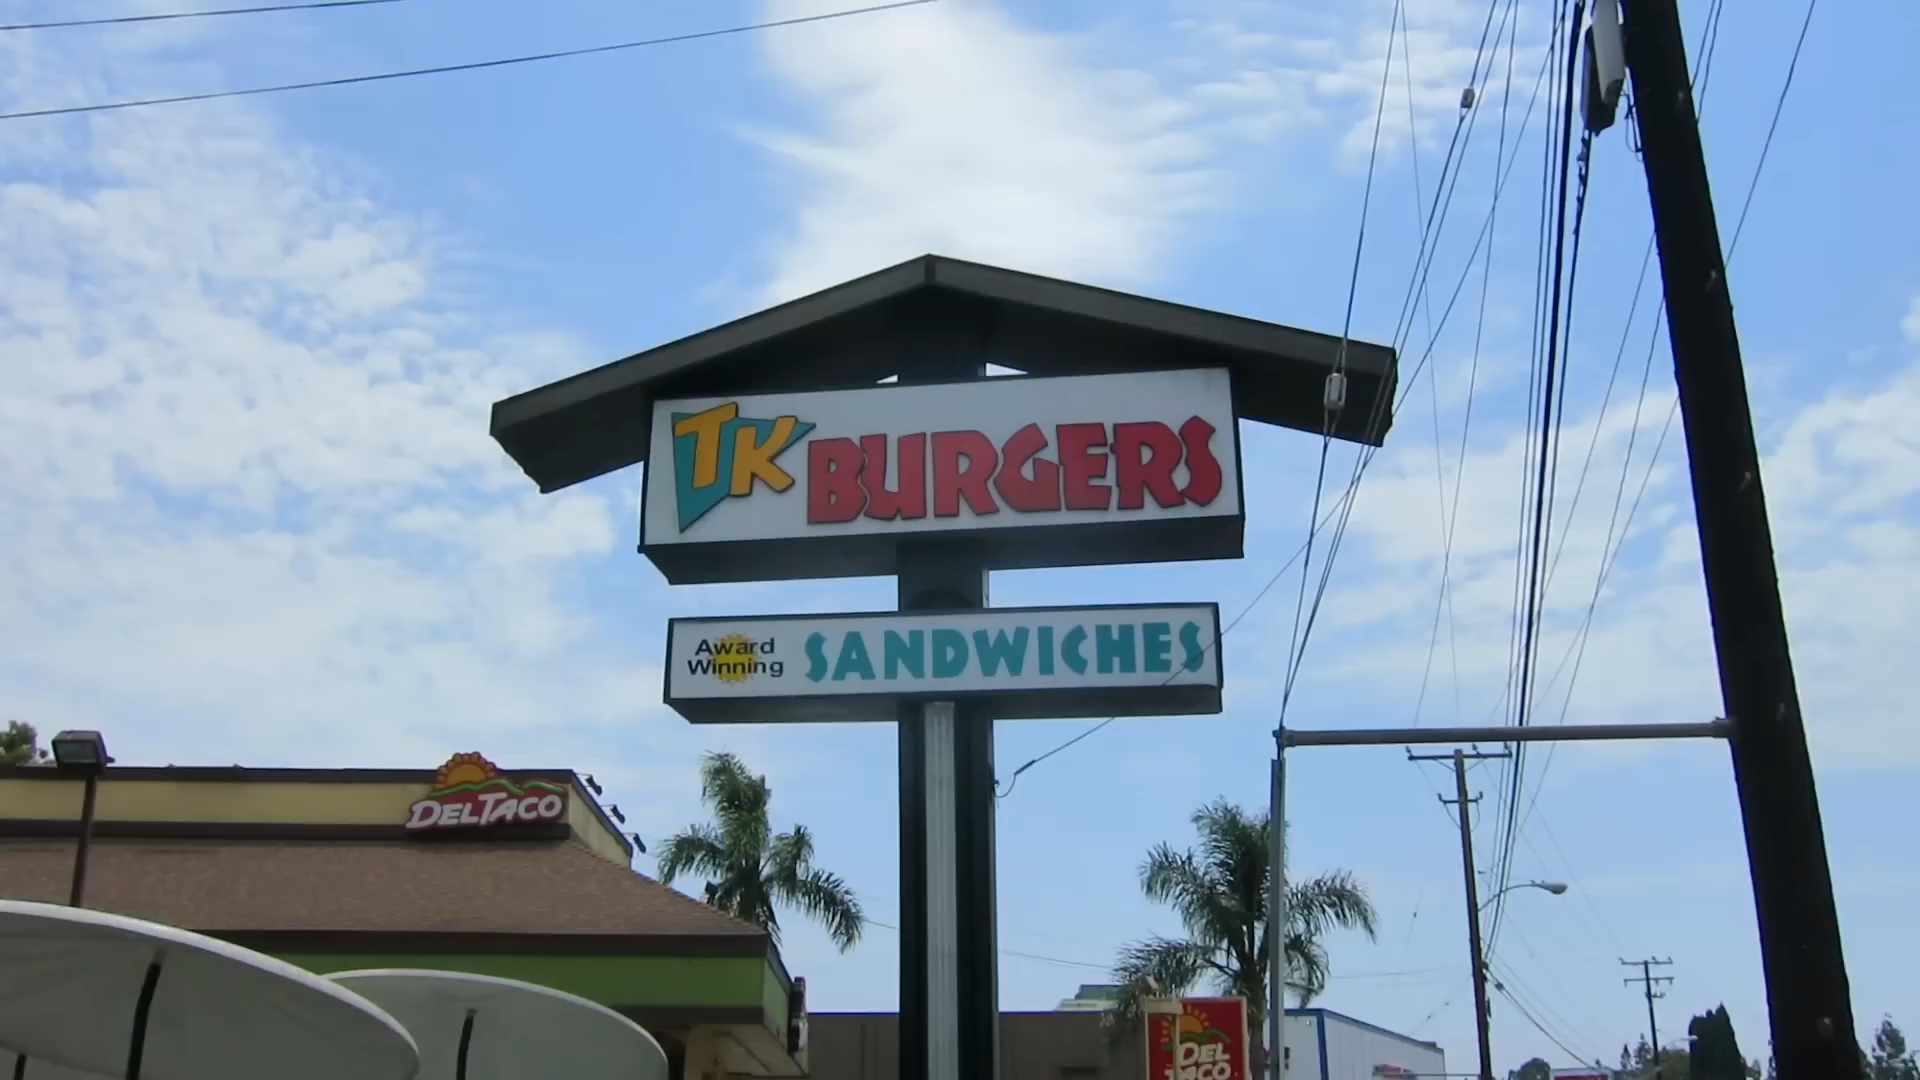 TK BURGERS
Award
Winning
SANDWICHES
DEL TACO
DEL
TACO